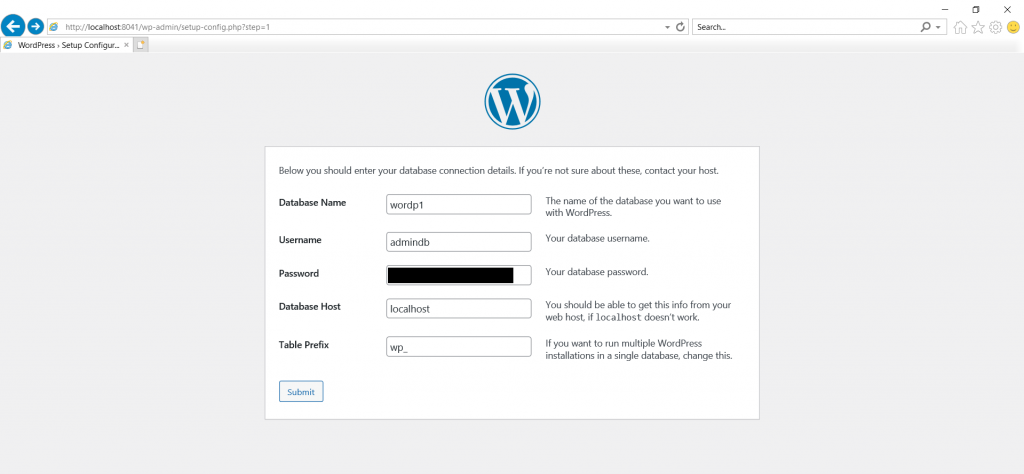 http://localhost:8041/wp-admin/setup-config.php?step=1
Search...
WordPress › Setup Configur...
W
Below you should enter your database connection details. If you're not sure about these, contact your host.
Database Name
wordp1
The name of the database you want to use
with WordPress.
Username
admindb
Your database username.
Password
Your database password.
Database Host
localhost
You should be able to get this info from your
web host, if localhost doesn't work.
Table Prefix
wp_
If you want to run multiple WordPress
installations in a single database, change this.
Submit